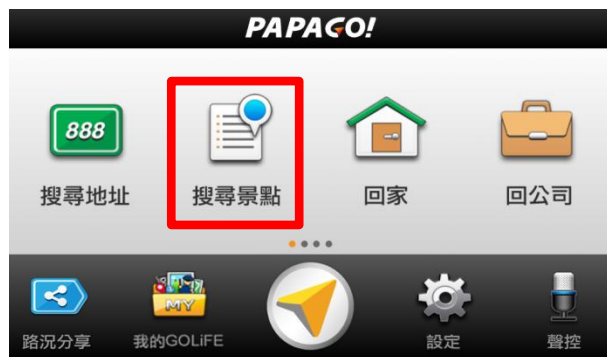 PAPAGO!
888
搜尋地址
搜尋景點
回家
回公司
MY
路況分享
我的GOLiFE
設定
聲控